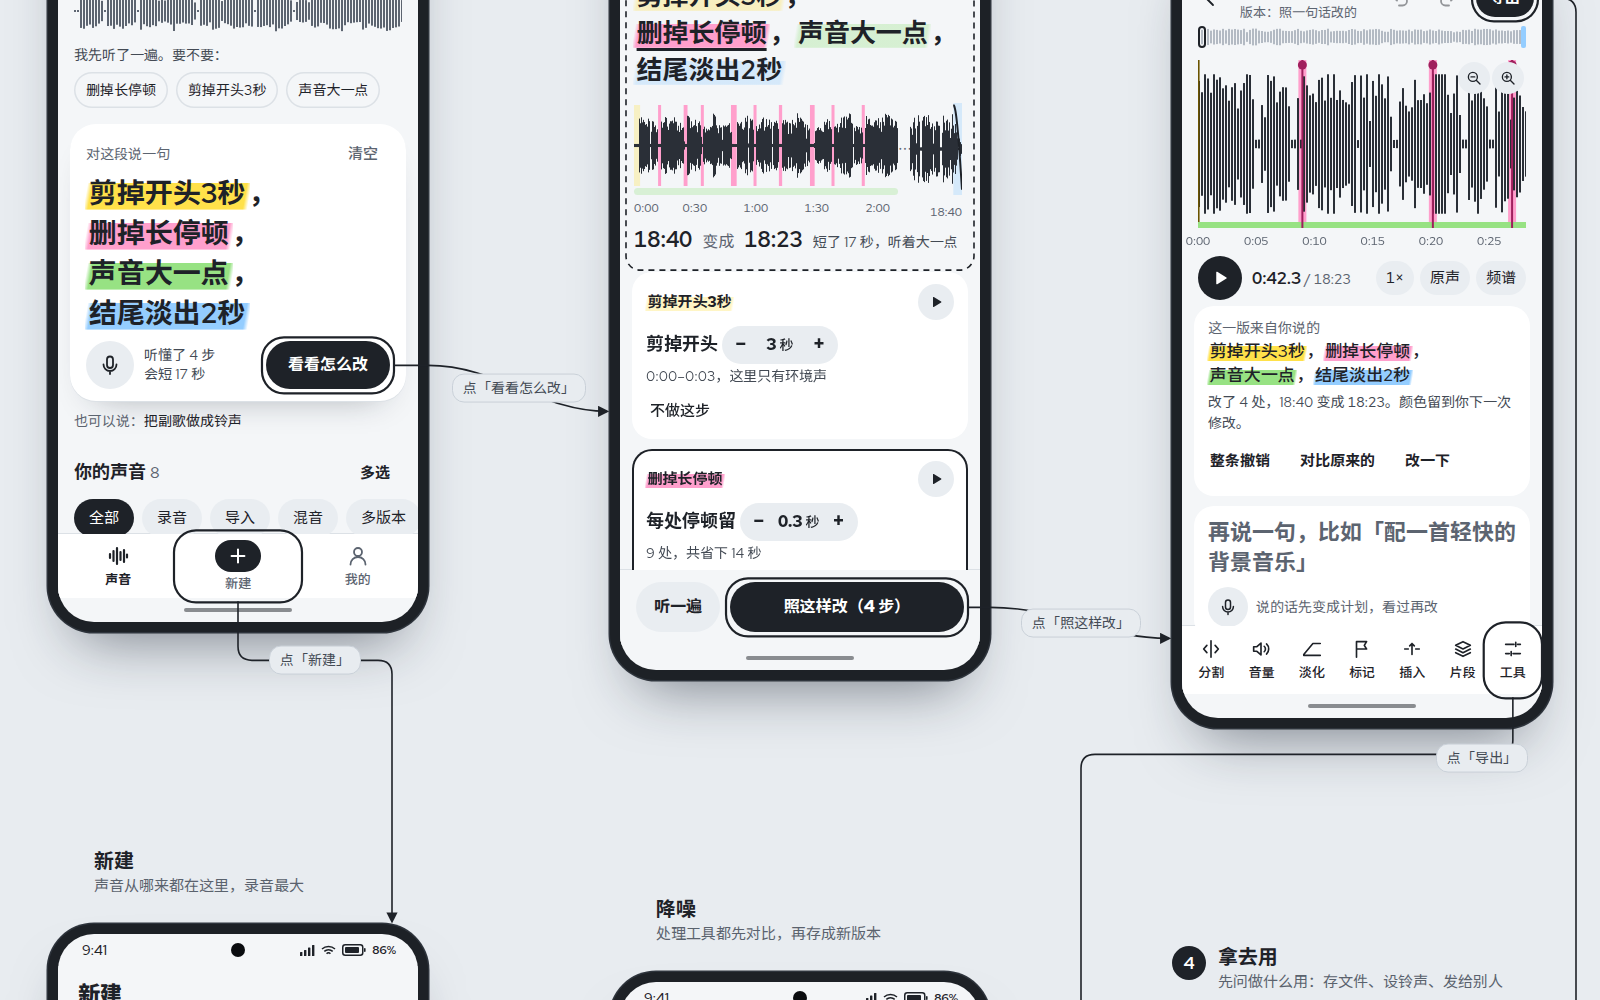 我先听了一遍。要不要：
删掉长停顿
剪掉开头3秒
声音大一点
对这段说一句
清空
剪掉开头3秒，
删掉长停顿，
声音大一点，
结尾淡出2秒
听懂了 4 步
会短 17 秒
看看怎么改
也可以说：把副歌做成铃声
你的声音 8
多选
全部
录音
导入
混音
多版本
声音
新建
我的
点「看看怎么改」
点「新建」
新建
声音从哪来都在这里，录音最大
9:41
86%
新建
剪掉开头3秒，
删掉长停顿，声音大一点，
结尾淡出2秒
0:00
0:30
1:00
1:30
2:00
18:40
18:40 变成 18:23 短了 17 秒，听着大一点
剪掉开头3秒
剪掉开头 − 3 秒 +
0:00–0:03，这里只有环境声
不做这步
删掉长停顿
每处停顿留 − 0.3 秒 +
9 处，共省下 14 秒
听一遍
照这样改（4 步）
点「照这样改」
降噪
处理工具都先对比，再存成新版本
9:41
86%
版本：照一句话改的
导出
0:00
0:05
0:10
0:15
0:20
0:25
0:42.3 / 18:23
1×
原声
频谱
这一版来自你说的
剪掉开头3秒，删掉长停顿，
声音大一点，结尾淡出2秒
改了 4 处，18:40 变成 18:23。颜色留到你下一次
修改。
整条撤销
对比原来的
改一下
再说一句，比如「配一首轻快的
背景音乐」
说的话先变成计划，看过再改
分割
音量
淡化
标记
插入
片段
工具
点「导出」
4
拿去用
先问做什么用：存文件、设铃声、发给别人